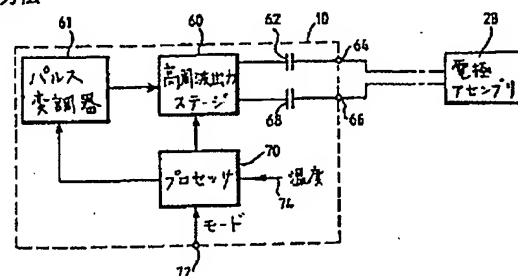 方法
61
60
62
10
64
28
パルス
変調器
高周波出力
ステージ
電極
アセンブリ
68
66
70
プロセッサ
温度
74
モード
72